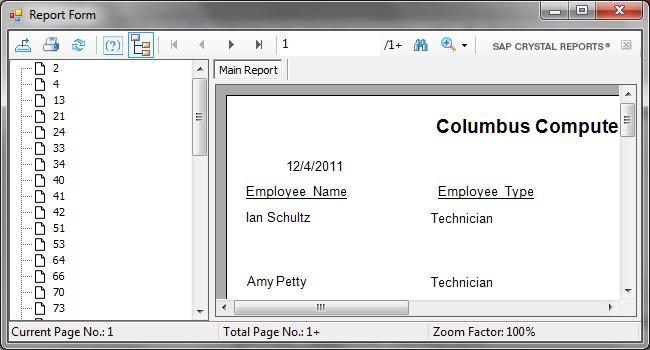 Report Form
1 /1+ SAP CRYSTAL REPORTS®
2
4
13
21
24
33
34
40
41
42
51
53
64
66
70
73
Main Report
Columbus Compute
12/4/2011
Employee Name Employee Type
Ian Schultz Technician
Amy Petty Technician
Current Page No.: 1 Total Page No.: 1+ Zoom Factor: 100%